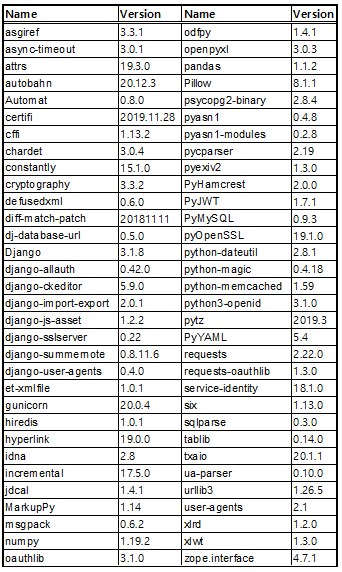 Name Version Name Version
asgiref 3.3.1 odfpy 1.4.1
async-timeout 3.0.1 openpyxl 3.0.3
attrs 19.3.0 pandas 1.1.2
autobahn 20.12.3 Pillow 8.1.1
Automat 0.8.0 psycopg2-binary 2.8.4
certifi 2019.11.28 pyasn1 0.4.8
cffi 1.13.2 pyasn1-modules 0.2.8
chardet 3.0.4 pycparser 2.19
constantly 15.1.0 pyexiv2 1.3.0
cryptography 3.3.2 PyHamcrest 2.0.0
defusedxml 0.6.0 PyJWT 1.7.1
diff-match-patch 20181111 PyMySQL 0.9.3
dj-database-url 0.5.0 pyOpenSSL 19.1.0
Django 3.1.8 python-dateutil 2.8.1
django-allauth 0.42.0 python-magic 0.4.18
django-ckeditor 5.9.0 python-memcached 1.59
django-import-export 2.0.1 python3-openid 3.1.0
django-js-asset 1.2.2 pytz 2019.3
django-sslserver 0.22 PyYAML 5.4
django-summernote 0.8.11.6 requests 2.22.0
django-user-agents 0.4.0 requests-oauthlib 1.3.0
et-xmlfile 1.0.1 service-identity 18.1.0
gunicorn 20.0.4 six 1.13.0
hiredis 1.0.1 sqlparse 0.3.0
hyperlink 19.0.0 tablib 0.14.0
idna 2.8 txaio 20.1.1
incremental 17.5.0 ua-parser 0.10.0
jdcal 1.4.1 urllib3 1.26.5
MarkupPy 1.14 user-agents 2.1
msgpack 0.6.2 xlrd 1.2.0
numpy 1.19.2 xlwt 1.3.0
oauthlib 3.1.0 zope.interface 4.7.1